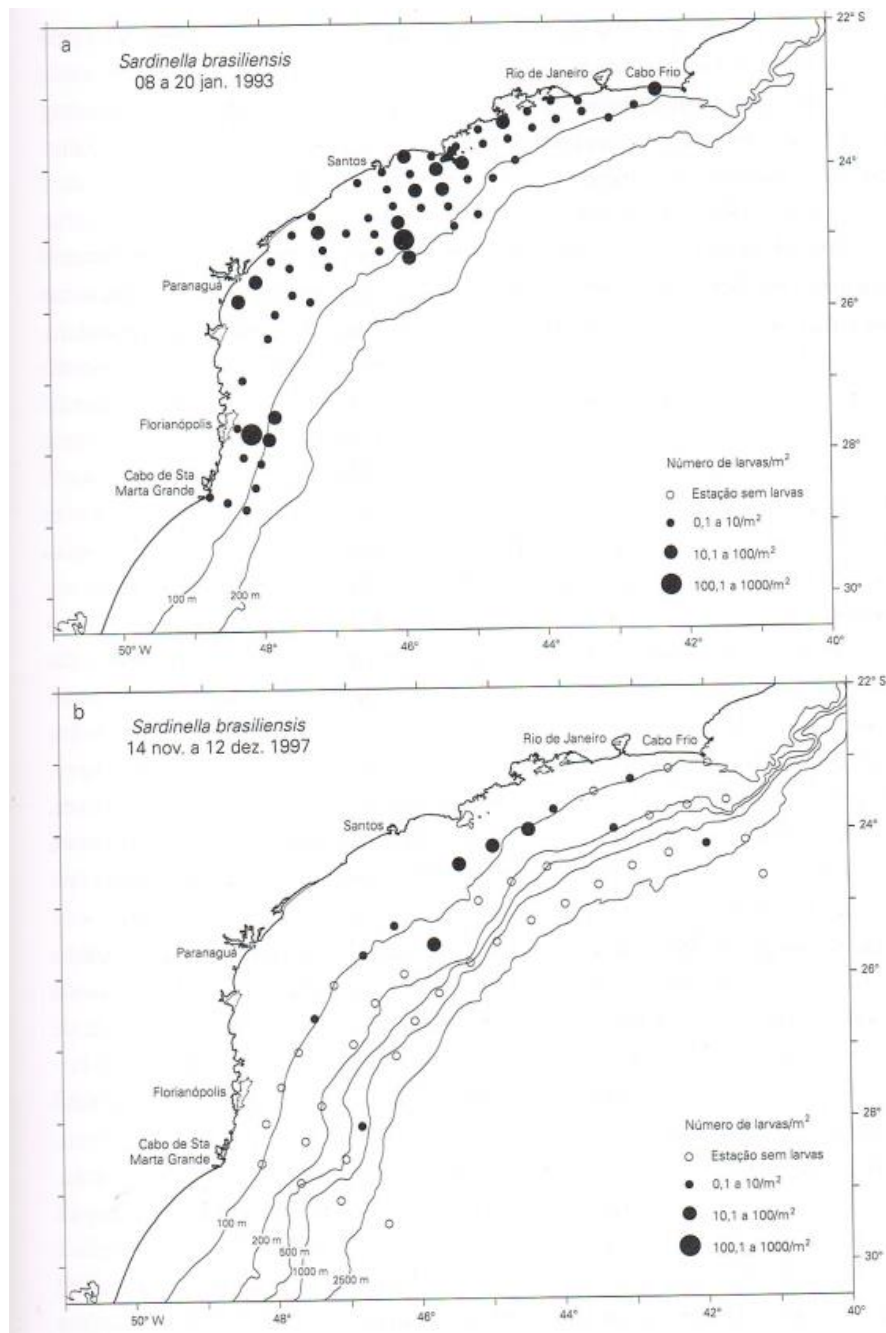 a
Sardinella brasiliensis
08 a 20 jan. 1993
22° S
Rio de Janeiro
Cabo Frio
Santos
24°
Paranaguá
26°
Florianópolis
28°
Cabo de Sta
Marta Grande
Número de larvas/m²
Estação sem larvas
0,1 a 10/m²
10,1 a 100/m²
100,1 a 1000/m²
30°
100 m
200 m
50° W
48°
46°
44°
42°
40°
b
Sardinella brasiliensis
14 nov. a 12 dez. 1997
22° S
Rio de Janeiro
Cabo Frio
Santos
24°
Paranaguá
26°
Florianópolis
28°
Cabo de Sta
Marta Grande
Número de larvas/m²
Estação sem larvas
0,1 a 10/m²
10,1 a 100/m²
100,1 a 1000/m²
30°
100 m
200 m
500 m
1000 m
2500 m
50° W
48°
46°
44°
42°
40°